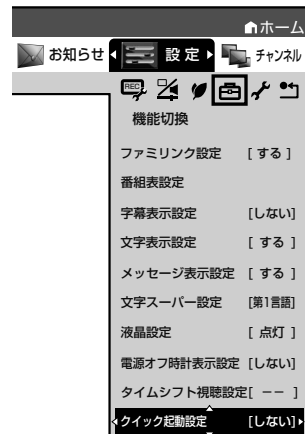 ホーム
お知らせ 設定 チャンネル
REC
機能切換
ファミリンク設定 [ する ]
番組表設定
字幕表示設定 [しない]
文字表示設定 [ する ]
メッセージ表示設定 [ する ]
文字スーパー設定 [第1言語]
液晶設定 [ 点灯 ]
電源オフ時計表示設定 [しない]
タイムシフト視聴設定[ −− ]
クイック起動設定 [しない]